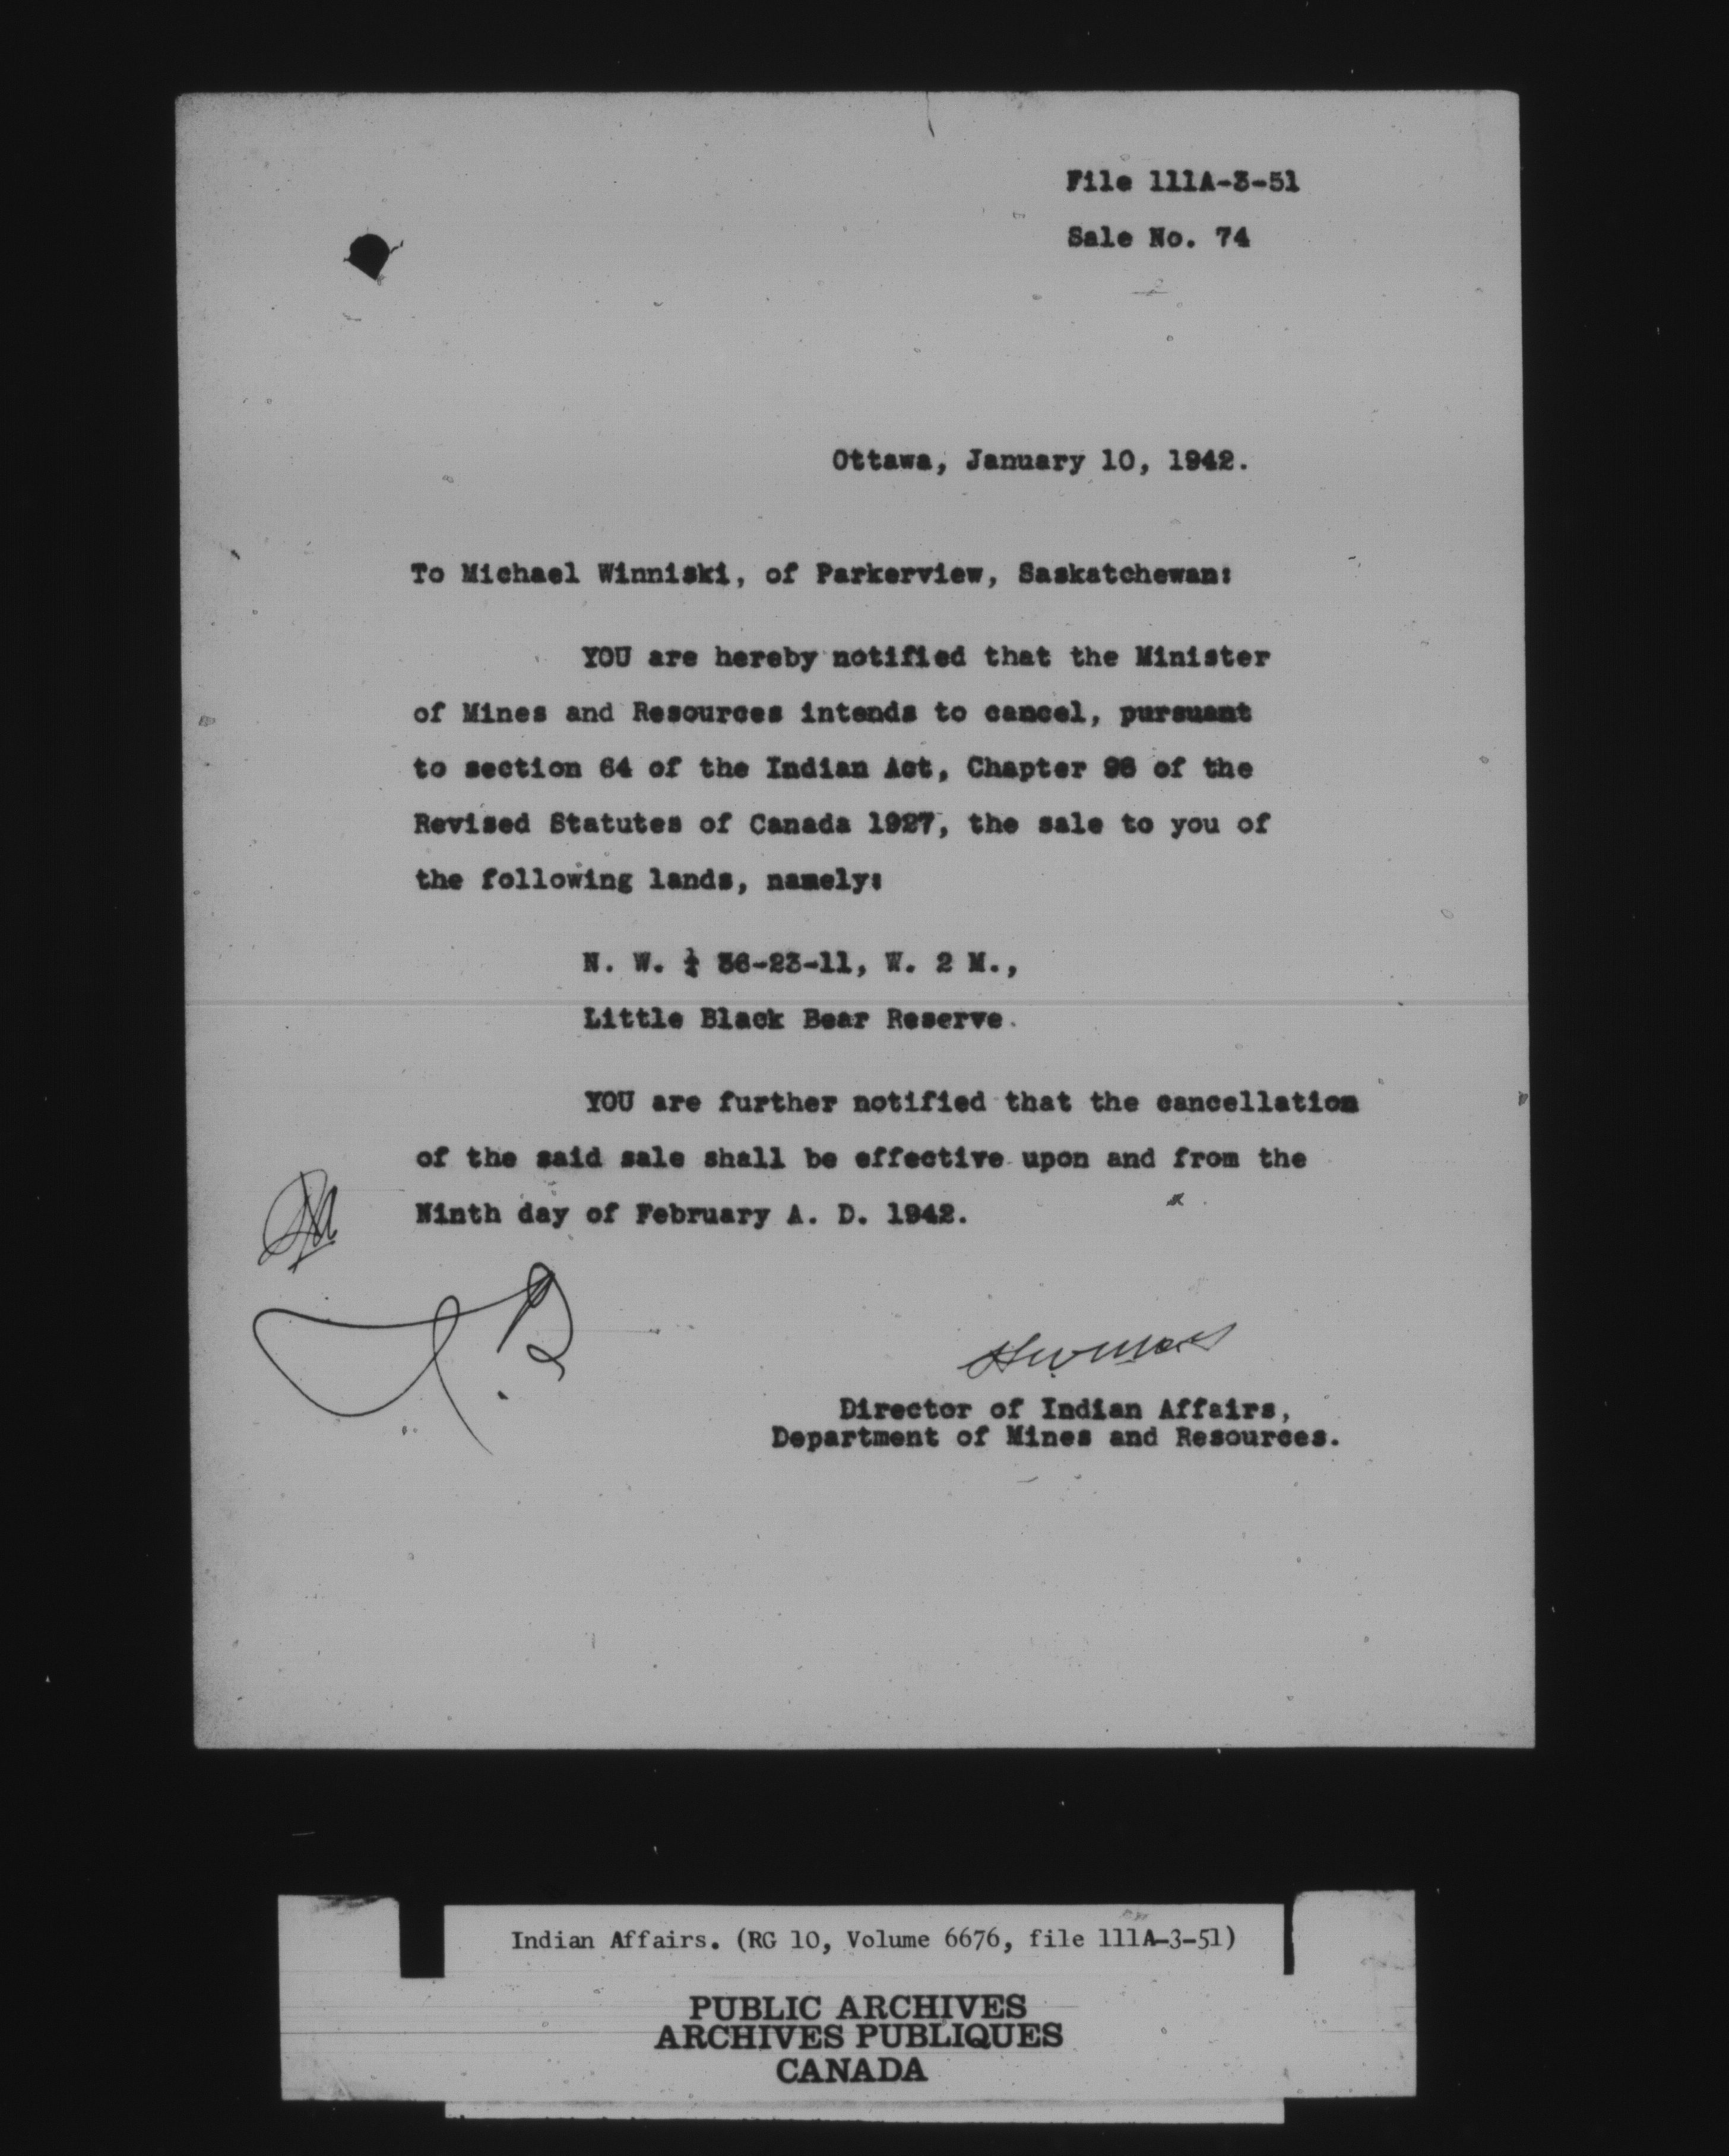 File 111A-3-51
Sale No. 74
Ottawa, January 10, 1942.
To Michael Winniski, of Parkerview, Saskatchewan:
YOU are hereby notified that the Minister
of Mines and Resources intends to cancel, pursuant
to section 64 of the Indian Act, Chapter 98 of the
Revised Statutes of Canada 1927, the sale to you of
the following lands, namely:
N. W. ¼ 36-23-11, W. 2 M.,
Little Black Bear Reserve.
YOU are further notified that the cancellation
of the said sale shall be effective upon and from the
Ninth day of February A. D. 1942.
Director of Indian Affairs,
Department of Mines and Resources.
Indian Affairs. (RG 10, Volume 6676, file 111A-3-51)
PUBLIC ARCHIVES
ARCHIVES PUBLIQUES
CANADA